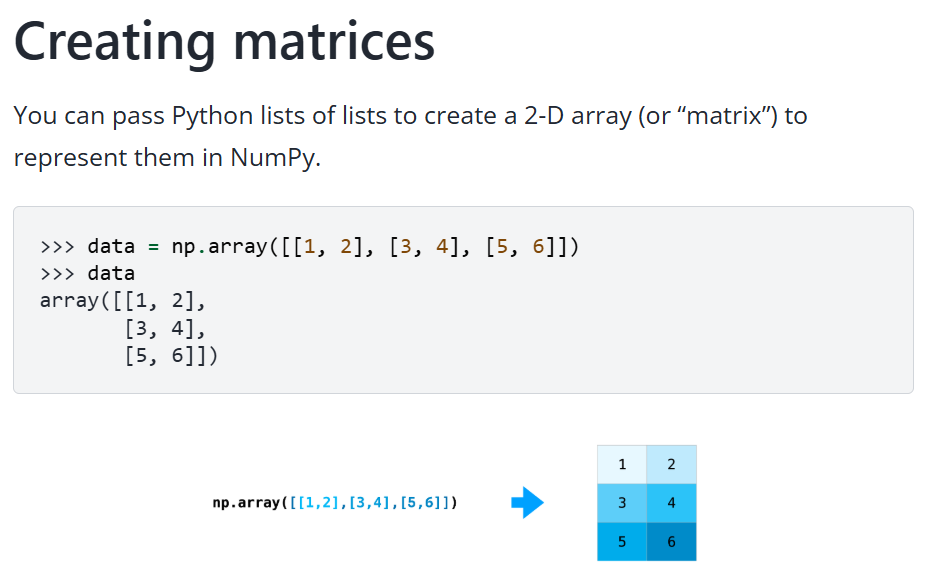 Creating matrices
You can pass Python lists of lists to create a 2-D array (or “matrix”) to
represent them in NumPy.
>>> data = np.array([[1, 2], [3, 4], [5, 6]])
>>> data
array([[1, 2],
       [3, 4],
       [5, 6]])
np.array([[1,2],[3,4],[5,6]])
1 2
3 4
5 6